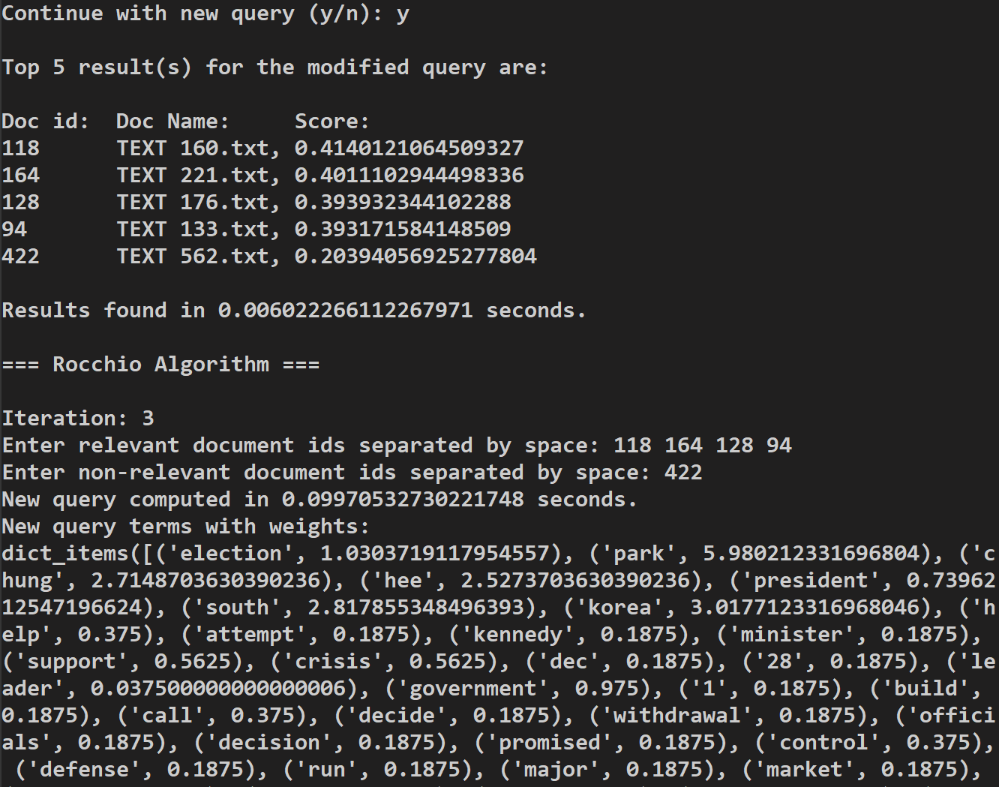 Continue with new query (y/n): y
Top 5 result(s) for the modified query are:
Doc id:  Doc Name:     Score:
118      TEXT 160.txt, 0.4140121064509327
164      TEXT 221.txt, 0.4011102944498336
128      TEXT 176.txt, 0.393932344102288
94       TEXT 133.txt, 0.393171584148509
422      TEXT 562.txt, 0.20394056925277804
Results found in 0.006022266112267971 seconds.
=== Rocchio Algorithm ===
Iteration: 3
Enter relevant document ids separated by space: 118 164 128 94
Enter non-relevant document ids separated by space: 422
New query computed in 0.09970532730221748 seconds.
New query terms with weights:
dict_items([('election', 1.0303719117954557), ('park', 5.980212331696804), ('c
hung', 2.7148703630390236), ('hee', 2.5273703630390236), ('president', 0.73962
12547196624), ('south', 2.817855348496393), ('korea', 3.0177123316968046), ('h
elp', 0.375), ('attempt', 0.1875), ('kennedy', 0.1875), ('minister', 0.1875),
('support', 0.5625), ('crisis', 0.5625), ('dec', 0.1875), ('28', 0.1875), ('le
ader', 0.037500000000000006), ('government', 0.975), ('1', 0.1875), ('build',
0.1875), ('call', 0.375), ('decide', 0.1875), ('withdrawal', 0.1875), ('offici
als', 0.1875), ('decision', 0.1875), ('promised', 0.1875), ('control', 0.375),
('defense', 0.1875), ('run', 0.1875), ('major', 0.1875), ('market', 0.1875),